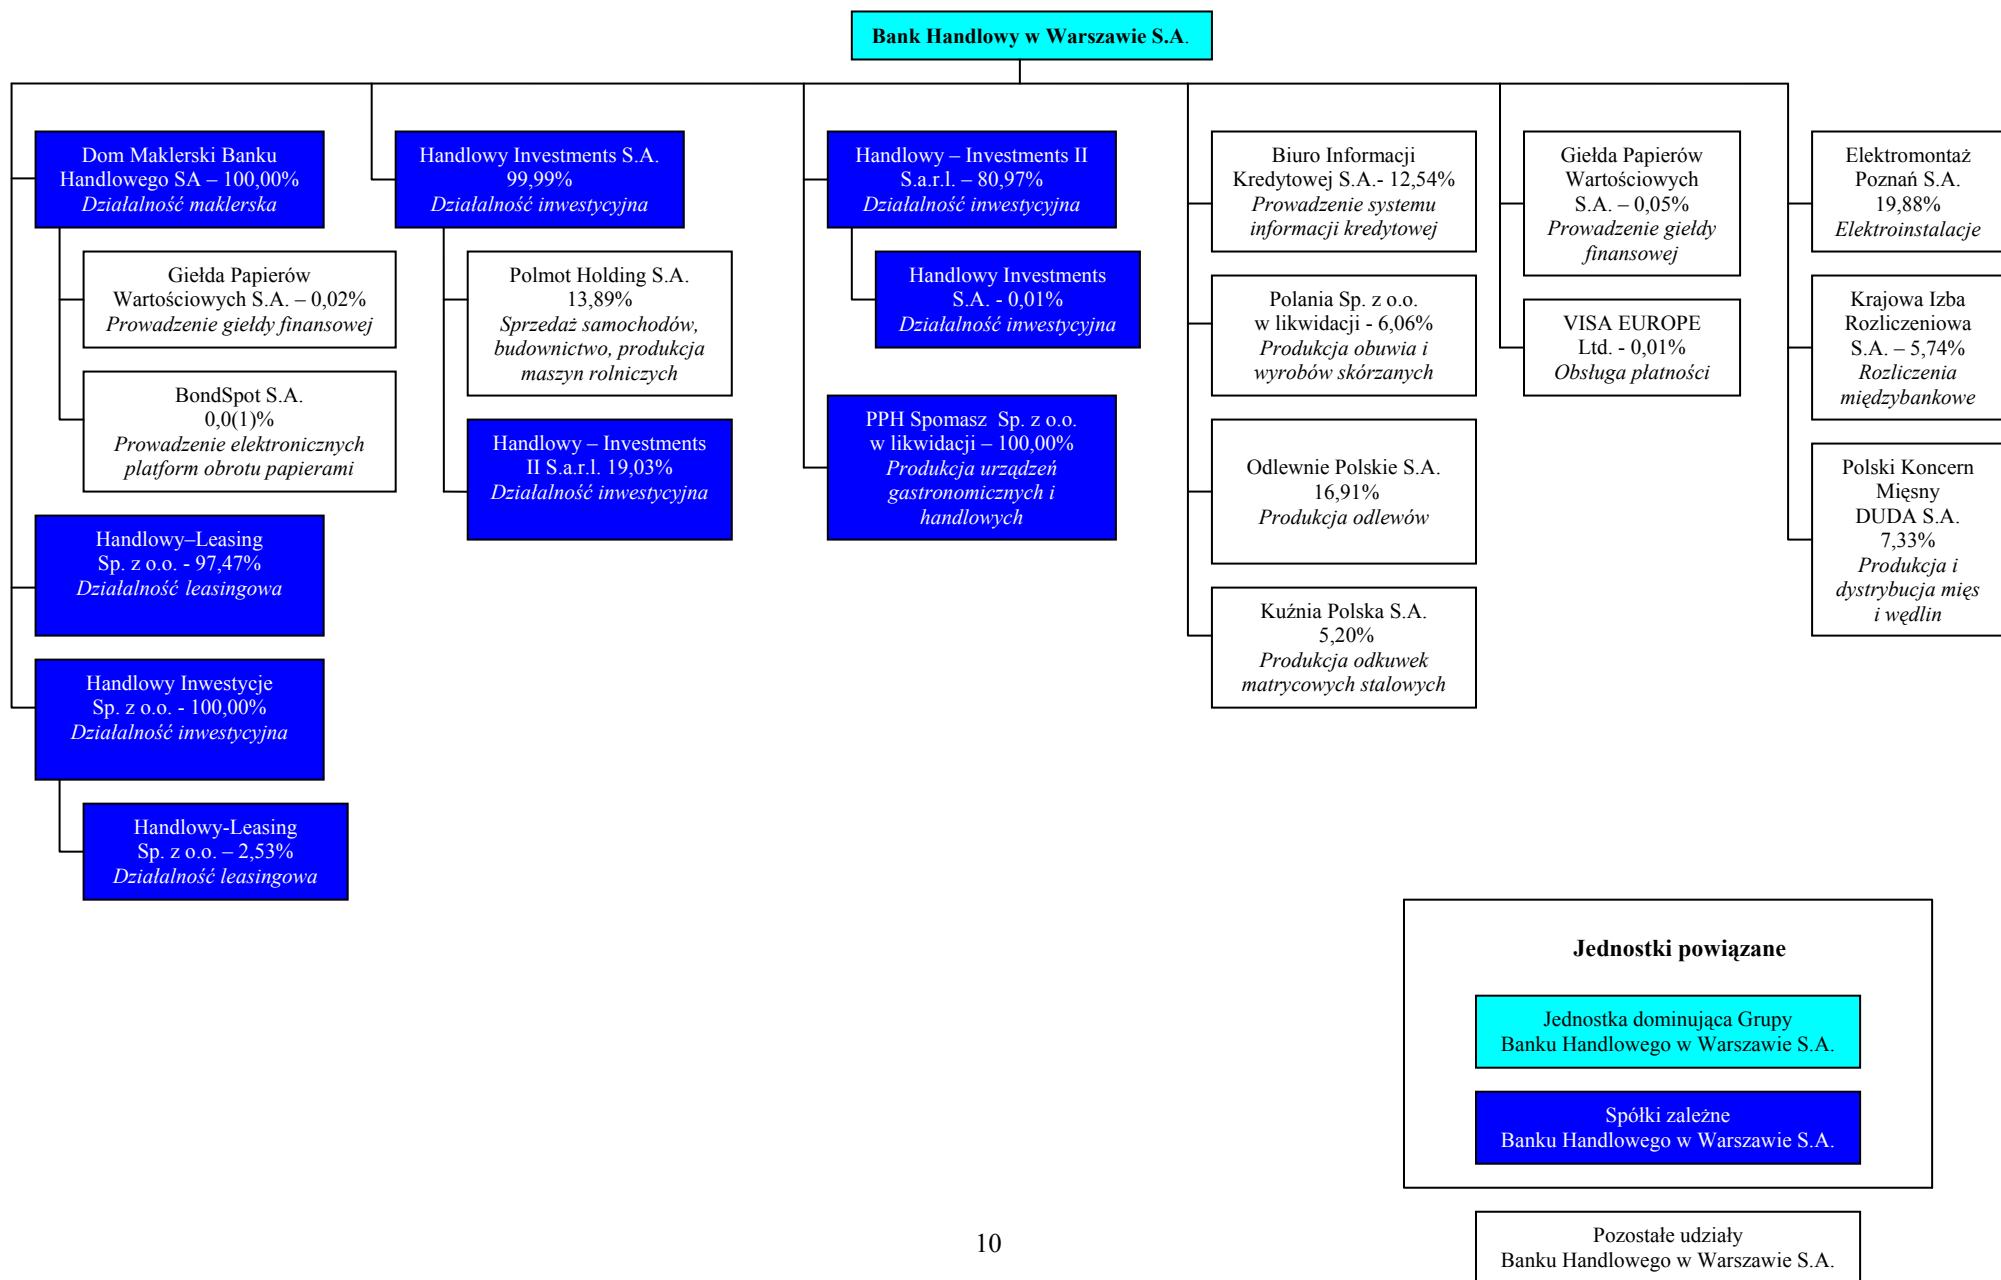 Bank Handlowy w Warszawie S.A.
Dom Maklerski Banku
Handlowego SA – 100,00%
Działalność maklerska
Giełda Papierów
Wartościowych S.A. – 0,02%
Prowadzenie giełdy finansowej
BondSpot S.A.
0,0(1)%
Prowadzenie elektronicznych
platform obrotu papierami
Handlowy–Leasing
Sp. z o.o. - 97,47%
Działalność leasingowa
Handlowy Inwestycje
Sp. z o.o. - 100,00%
Działalność inwestycyjna
Handlowy-Leasing
Sp. z o.o. – 2,53%
Działalność leasingowa
Handlowy Investments S.A.
99,99%
Działalność inwestycyjna
Polmot Holding S.A.
13,89%
Sprzedaż samochodów,
budownictwo, produkcja
maszyn rolniczych
Handlowy – Investments
II S.a.r.l. 19,03%
Działalność inwestycyjna
Handlowy – Investments II
S.a.r.l. – 80,97%
Działalność inwestycyjna
Handlowy Investments
S.A. - 0,01%
Działalność inwestycyjna
PPH Spomasz Sp. z o.o.
w likwidacji – 100,00%
Produkcja urządzeń
gastronomicznych i
handlowych
Biuro Informacji
Kredytowej S.A.- 12,54%
Prowadzenie systemu
informacji kredytowej
Polania Sp. z o.o.
w likwidacji - 6,06%
Produkcja obuwia i
wyrobów skórzanych
Odlewnie Polskie S.A.
16,91%
Produkcja odlewów
Kuźnia Polska S.A.
5,20%
Produkcja odkuwek
matrycowych stalowych
Giełda Papierów
Wartościowych
S.A. – 0,05%
Prowadzenie giełdy
finansowej
VISA EUROPE
Ltd. - 0,01%
Obsługa płatności
Elektromontaż
Poznań S.A.
19,88%
Elektroinstalacje
Krajowa Izba
Rozliczeniowa
S.A. – 5,74%
Rozliczenia
międzybankowe
Polski Koncern
Mięsny
DUDA S.A.
7,33%
Produkcja i
dystrybucja mięs
i wędlin
Jednostki powiązane
Jednostka dominująca Grupy
Banku Handlowego w Warszawie S.A.
Spółki zależne
Banku Handlowego w Warszawie S.A.
Pozostałe udziały
Banku Handlowego w Warszawie S.A.
10